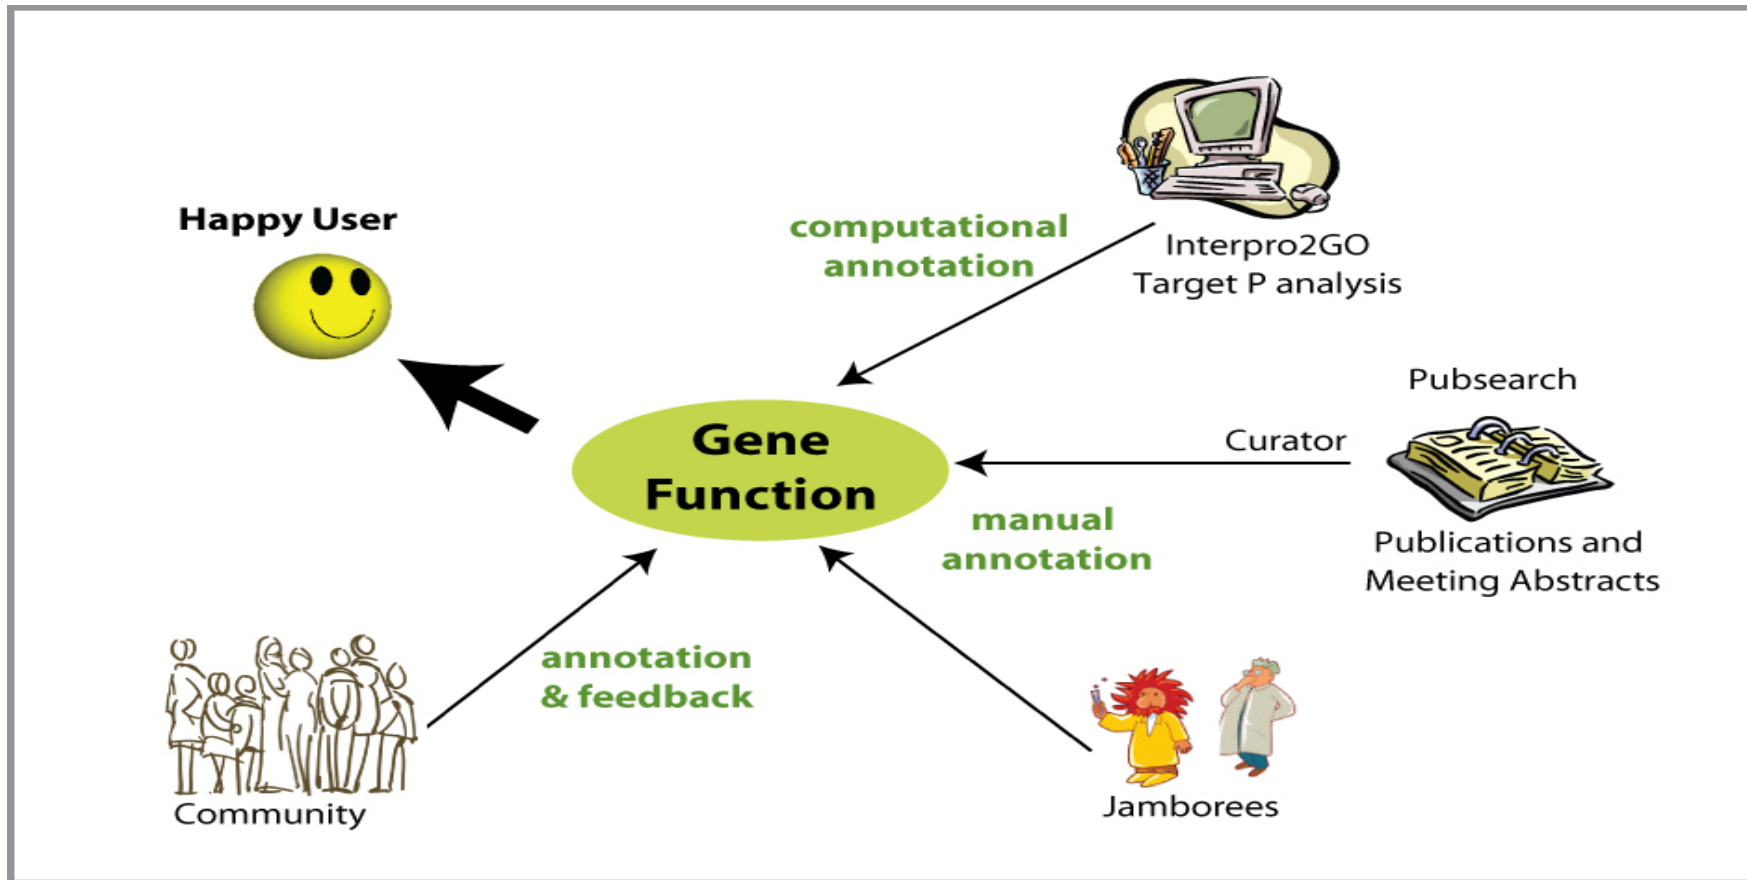 Happy User
computational
annotation
Interpro2GO
Target P analysis
Pubsearch
Gene
Function
Curator
manual
annotation
Publications and
Meeting Abstracts
annotation
& feedback
Community
Jamborees